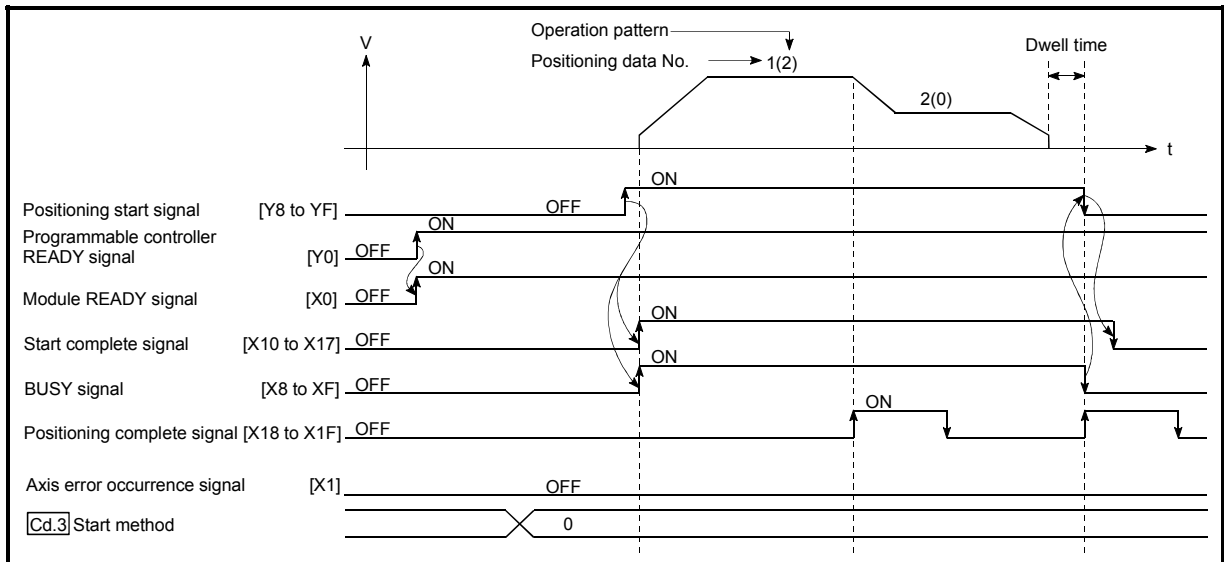 Operation pattern
V
Dwell time
Positioning data No.
1(2)
2(0)
t
ON
Positioning start signal [Y8 to YF] OFF
ON
Programmable controller
READY signal [Y0] OFF
ON
Module READY signal [X0] OFF
ON
Start complete signal [X10 to X17] OFF
ON
BUSY signal [X8 to XF] OFF
ON
Positioning complete signal [X18 to X1F] OFF
Axis error occurrence signal [X1] OFF
Cd.3 Start method 0